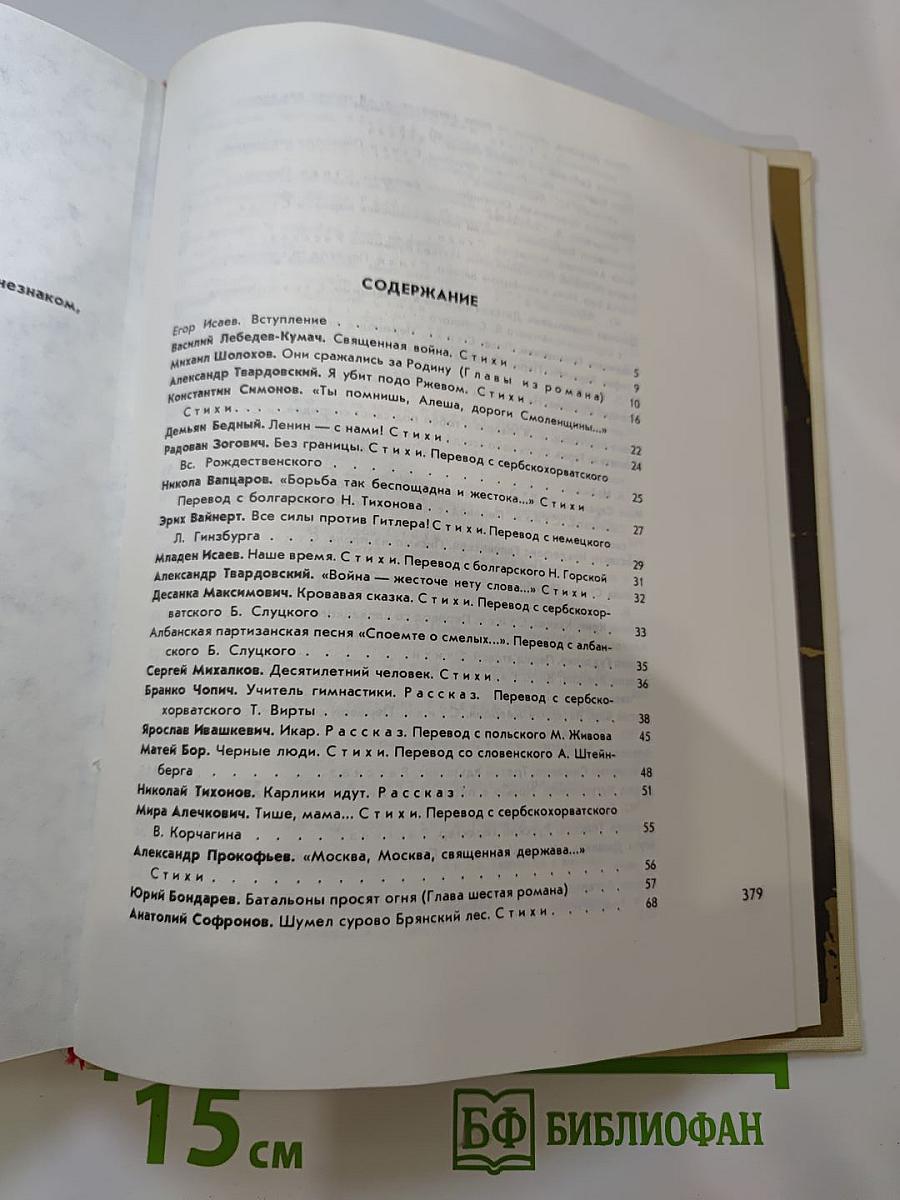 незнаком,
СОДЕРЖАНИЕ
Егор Исаев. Вступление . . . . . . . . . . . . . . 5
Василий Лебедев-Кумач. Священная война. Стихи . . . . . . . 9
Михаил Шолохов. Они сражались за Родину (Главы из романа) 10
Александр Твардовский. Я убит подо Ржевом. Стихи . . . . . 16
Константин Симонов. «Ты помнишь, Алеша, дороги Смоленщины...»
Стихи. . . . . . . . . . . . . . . . . . . 22
Демьян Бедный. Ленин — с нами! Стихи . . . . . . . . . 24
Радован Зогович. Без границы. Стихи. Перевод с сербскохорватского
Вс. Рождественского . . . . . . . . . . . . . . 25
Никола Вапцаров. «Борьба так беспощадна и жестока...» Стихи
Перевод с болгарского Н. Тихонова . . . . . . . . . . 27
Эрих Вайнерт. Все силы против Гитлера! Стихи. Перевод с немецкого
Л. Гинзбурга . . . . . . . . . . . . . . . . . 29
Младен Исаев. Наше время. Стихи. Перевод с болгарского Н. Горской 31
Александр Твардовский. «Война — жесточе нету слова...» Стихи . . 32
Десанка Максимович. Кровавая сказка. Стихи. Перевод с сербскохор-
ватского Б. Слуцкого . . . . . . . . . . . . . . . 33
Албанская партизанская песня «Споемте о смелых...». Перевод с албан-
ского Б. Слуцкого . . . . . . . . . . . . . . . . 35
Сергей Михалков. Десятилетний человек. Стихи . . . . . . . 36
Бранко Чопич. Учитель гимнастики. Рассказ. Перевод с сербско-
хорватского Т. Вирты . . . . . . . . . . . . . . . 38
Ярослав Ивашкевич. Икар. Рассказ. Перевод с польского М. Живова 45
Матей Бор. Черные люди. Стихи. Перевод со словенского А. Штейн-
берга . . . . . . . . . . . . . . . . . . . . 48
Николай Тихонов. Карлики идут. Рассказ . . . . . . . . . 51
Мира Алечкович. Тише, мама... Стихи. Перевод с сербскохорватского
В. Корчагина . . . . . . . . . . . . . . . . . . 55
Александр Прокофьев. «Москва, Москва, священная держава...»
Стихи . . . . . . . . . . . . . . . . . . . . 56
Юрий Бондарев. Батальоны просят огня (Глава шестая романа) . . . 57
Анатолий Софронов. Шумел сурово Брянский лес. Стихи. . . . . 68
379
15 см
БФ БИБЛИОФАН